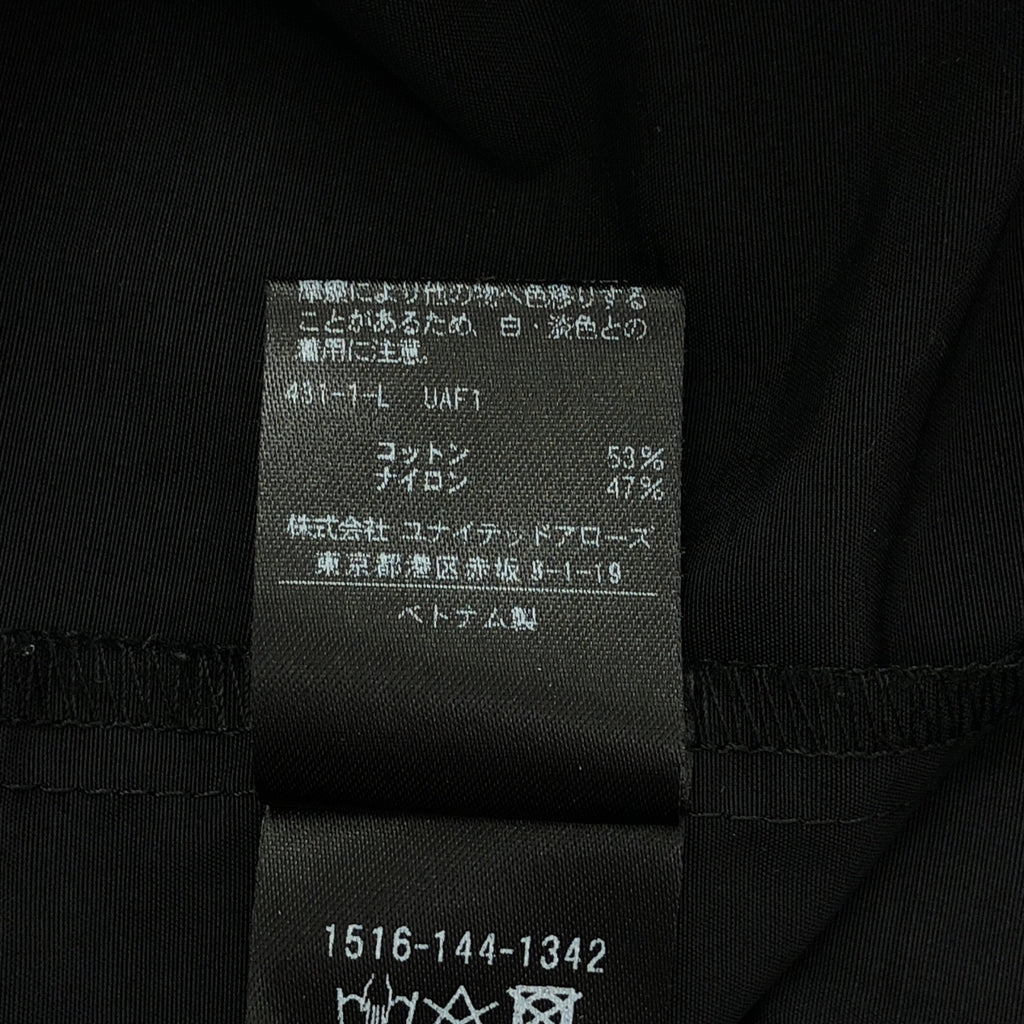 摩擦により他の物へ色移りする
ことがあるため、白・淡色との
着用に注意。
431-1-L UAF1
コットン 53%
ナイロン 47%
株式会社 ユナイテッドアローズ
東京都港区赤坂 8-1-19
ベトナム製
1516-144-1342